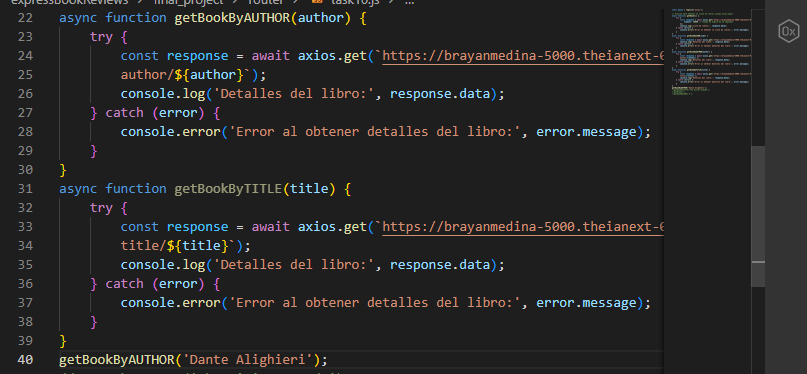 expressBookReviews > final_project > router > task10.js > ...
22 async function getBookByAUTHOR(author) {
23 try {
24 const response = await axios.get(`https://brayanmedina-5000.theianext-0
25 author/${author}`);
26 console.log('Detalles del libro:', response.data);
27 } catch (error) {
28 console.error('Error al obtener detalles del libro:', error.message);
29 }
30 }
31 async function getBookByTITLE(title) {
32 try {
33 const response = await axios.get(`https://brayanmedina-5000.theianext-0
34 title/${title}`);
35 console.log('Detalles del libro:', response.data);
36 } catch (error) {
37 console.error('Error al obtener detalles del libro:', error.message);
38 }
39 }
40 getBookByAUTHOR('Dante Alighieri');
0x